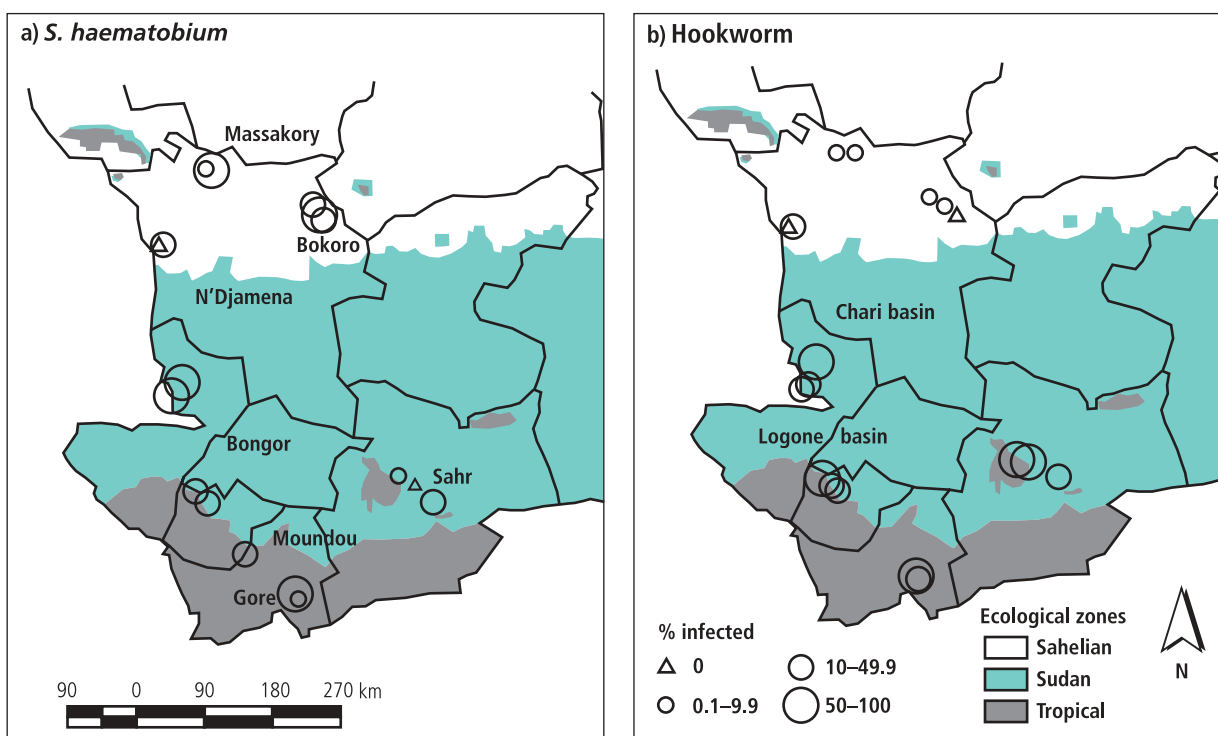 a) S. haematobium
Massakory
Bokoro
N'Djamena
Bongor
Sahr
Moundou
Gore
90 0 90 180 270 km
b) Hookworm
Chari basin
Logone basin
% infected
0
0.1–9.9
10–49.9
50–100
Ecological zones
Sahelian
Sudan
Tropical
N